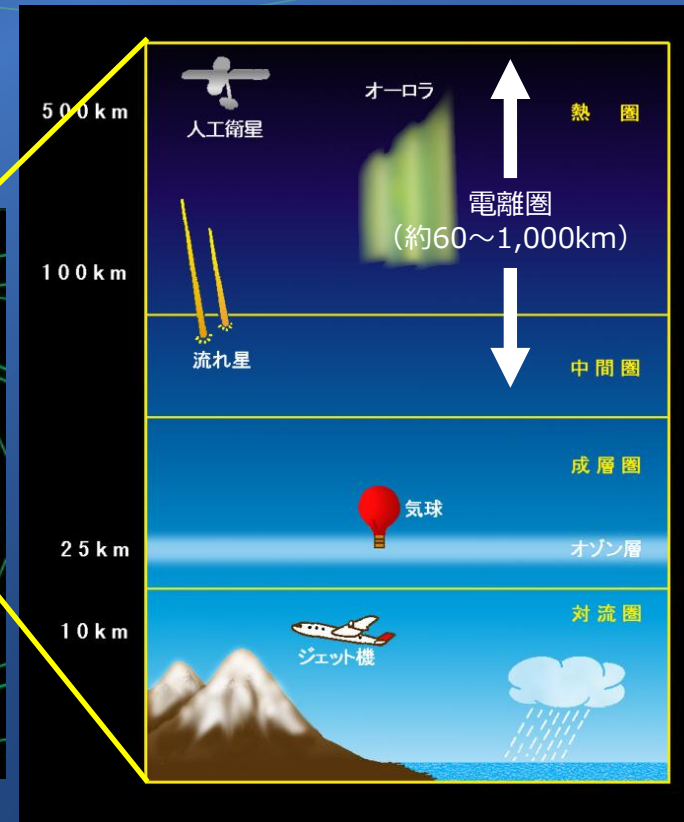 500km
人工衛星
オーロラ
熱 圏
電離圏
（約60～1,000km）
100km
流れ星
中間圏
成層圏
気球
25km
オゾン層
10km
対流圏
ジェット機